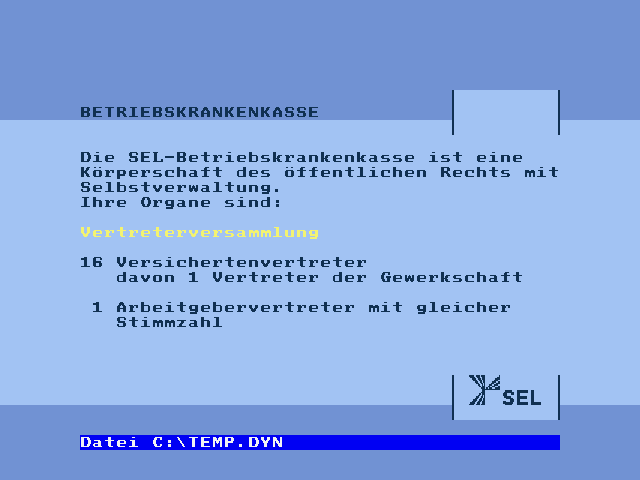 BETRIEBSKRANKENKASSE
Die SEL-Betriebskrankenkasse ist eine
Körperschaft des öffentlichen Rechts mit
Selbstverwaltung.
Ihre Organe sind:
Vertreterversammlung
16 Versichertenvertreter
davon 1 Vertreter der Gewerkschaft
1 Arbeitgebervertreter mit gleicher
Stimmzahl
SEL
Datei C:\TEMP.DYN